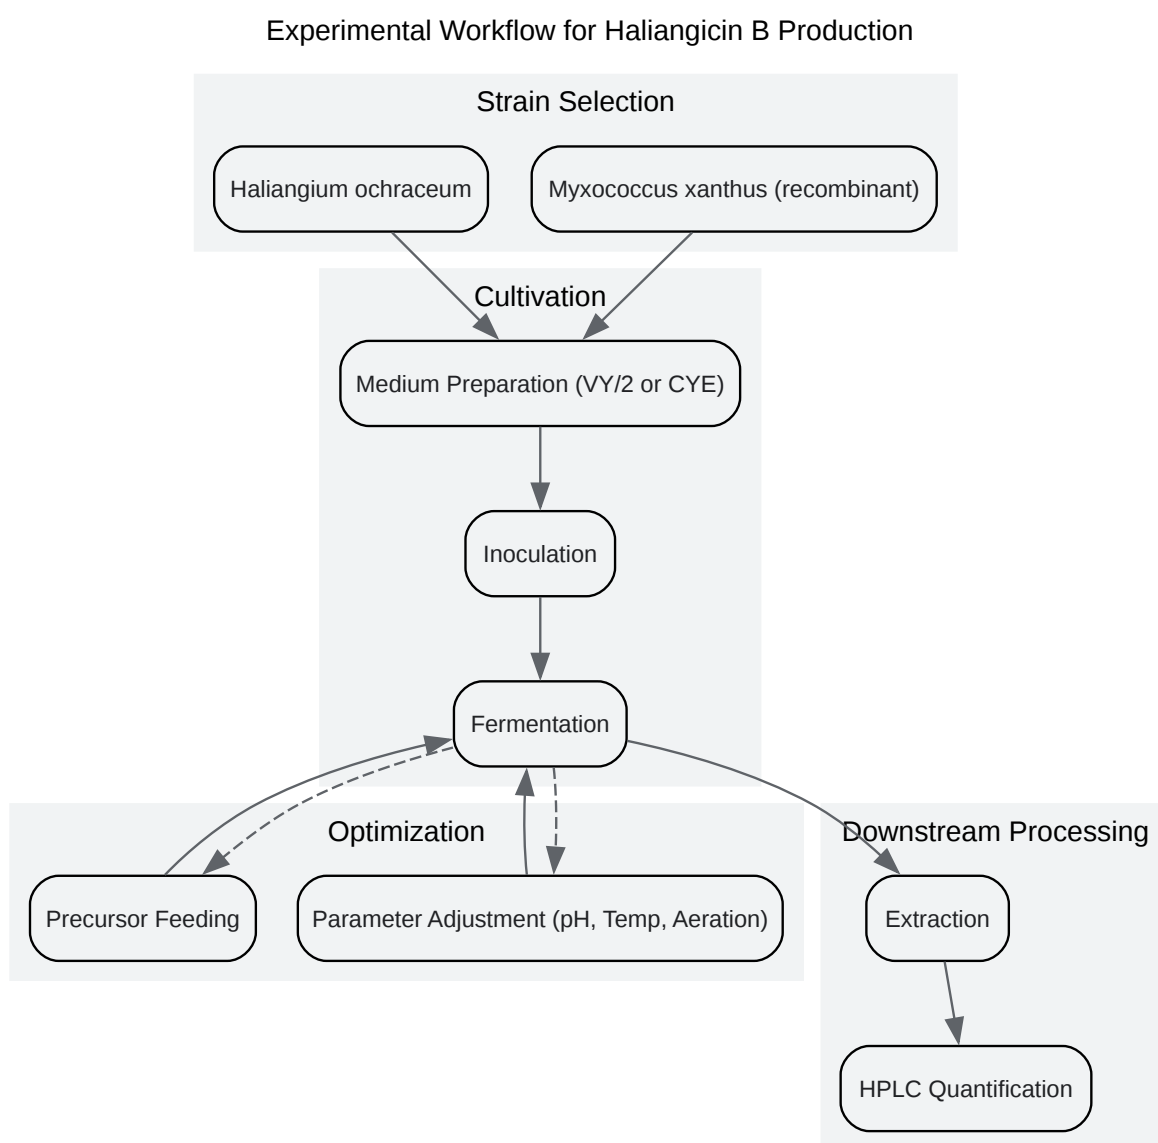 Experimental Workflow for Haliangicin B Production
Strain Selection
Haliangium ochraceum
Myxococcus xanthus (recombinant)
Cultivation
Medium Preparation (VY/2 or CYE)
Inoculation
Fermentation
Optimization
Precursor Feeding
Parameter Adjustment (pH, Temp, Aeration)
Downstream Processing
Extraction
HPLC Quantification